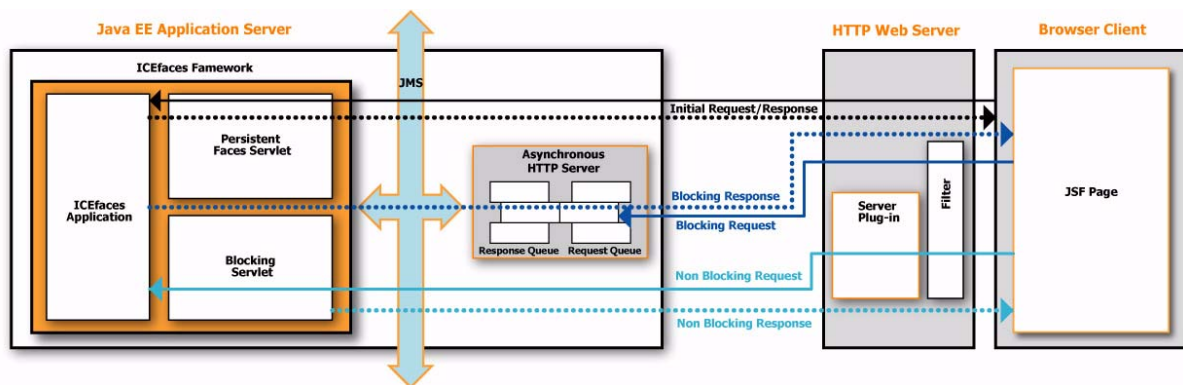 Java EE Application Server
HTTP Web Server
Browser Client
ICEfaces Famework
JMS
Initial Request/Response
Persistent
Faces Servlet
Asynchronous
HTTP Server
ICEfaces
Application
Blocking Response
Blocking Request
Server
Plug-in
Filter
JSF Page
Response Queue
Request Queue
Blocking
Servlet
Non Blocking Request
Non Blocking Response